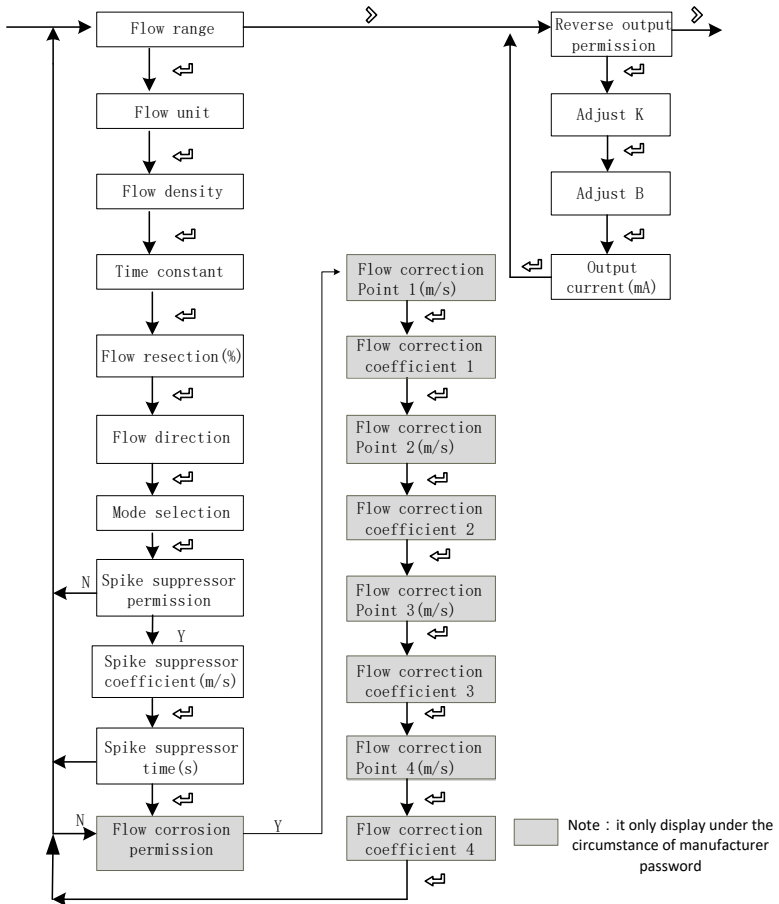 Flow range
Flow unit
Flow density
Time constant
Flow resection(%)
Flow direction
Mode selection
N
Spike suppressor
permission
Y
Spike suppressor
coefficient(m/s)
Spike suppressor
time(s)
N
Flow corrosion
permission
Y
Flow correction
Point 1(m/s)
Flow correction
coefficient 1
Flow correction
Point 2(m/s)
Flow correction
coefficient 2
Flow correction
Point 3(m/s)
Flow correction
coefficient 3
Flow correction
Point 4(m/s)
Flow correction
coefficient 4
Reverse output
permission
Adjust K
Adjust B
Output
current(mA)
Note：it only display under the
circumstance of manufacturer
password